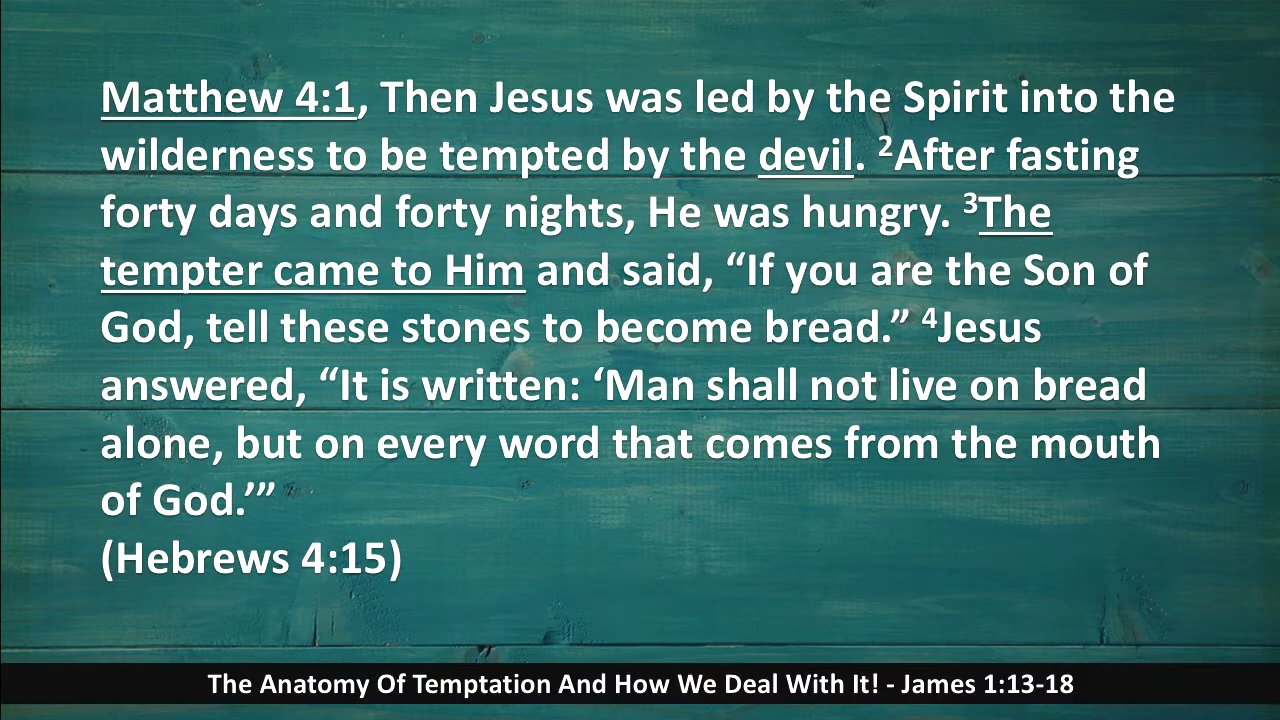 Matthew 4:1, Then Jesus was led by the Spirit into the
wilderness to be tempted by the devil. ²After fasting
forty days and forty nights, He was hungry. ³The
tempter came to Him and said, “If you are the Son of
God, tell these stones to become bread.” ⁴Jesus
answered, “It is written: ‘Man shall not live on bread
alone, but on every word that comes from the mouth
of God.’”
(Hebrews 4:15)
The Anatomy Of Temptation And How We Deal With It! - James 1:13-18